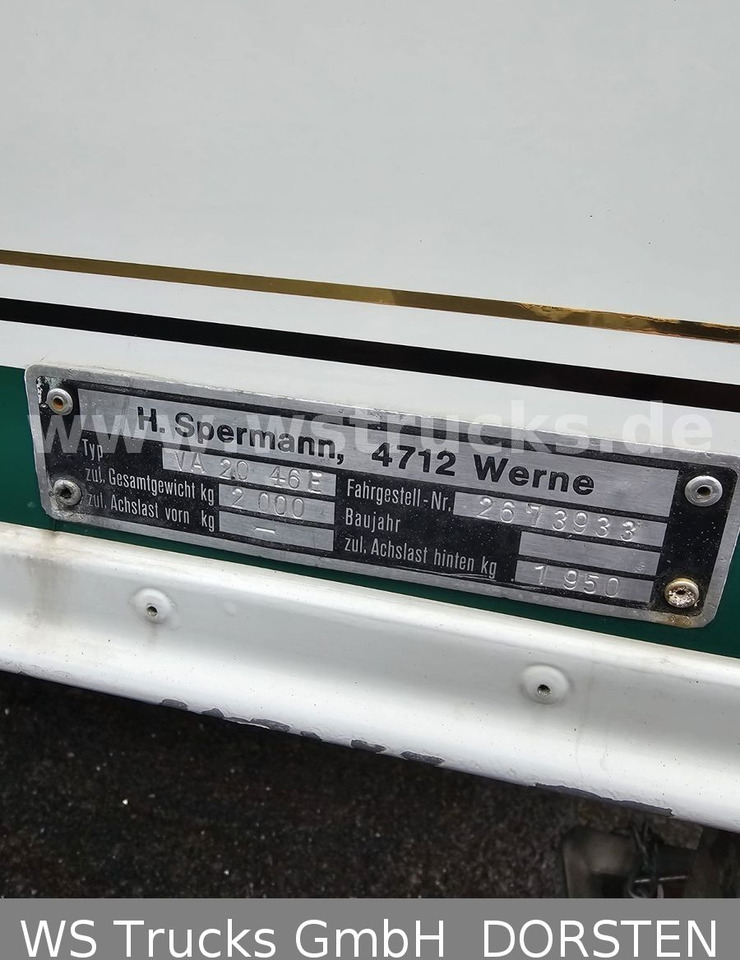 www.wstrucks.de
H. Spermann, 4712 Werne
Typ VA 20 46 E
zul. Gesamtgewicht kg 2 000 Fahrgestell-Nr. 2673933
zul. Achslast vorn kg – Baujahr
zul. Achslast hinten kg 1 950
WS Trucks GmbH DORSTEN